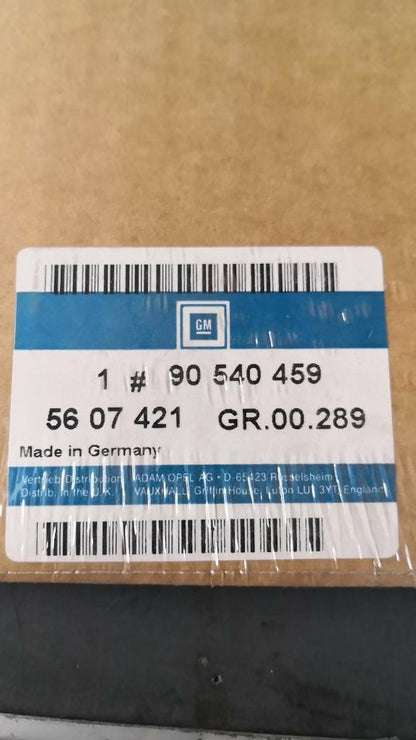 GM
1 # 90 540 459
56 07 421 GR.00.289
Made in Germany
Vertrieb/Distribution: ADAM OPEL AG • D-65423 Rüsselsheim
Distrib. in the U.K.: VAUXHALL, Griffin House, Luton LU1 3YT, England